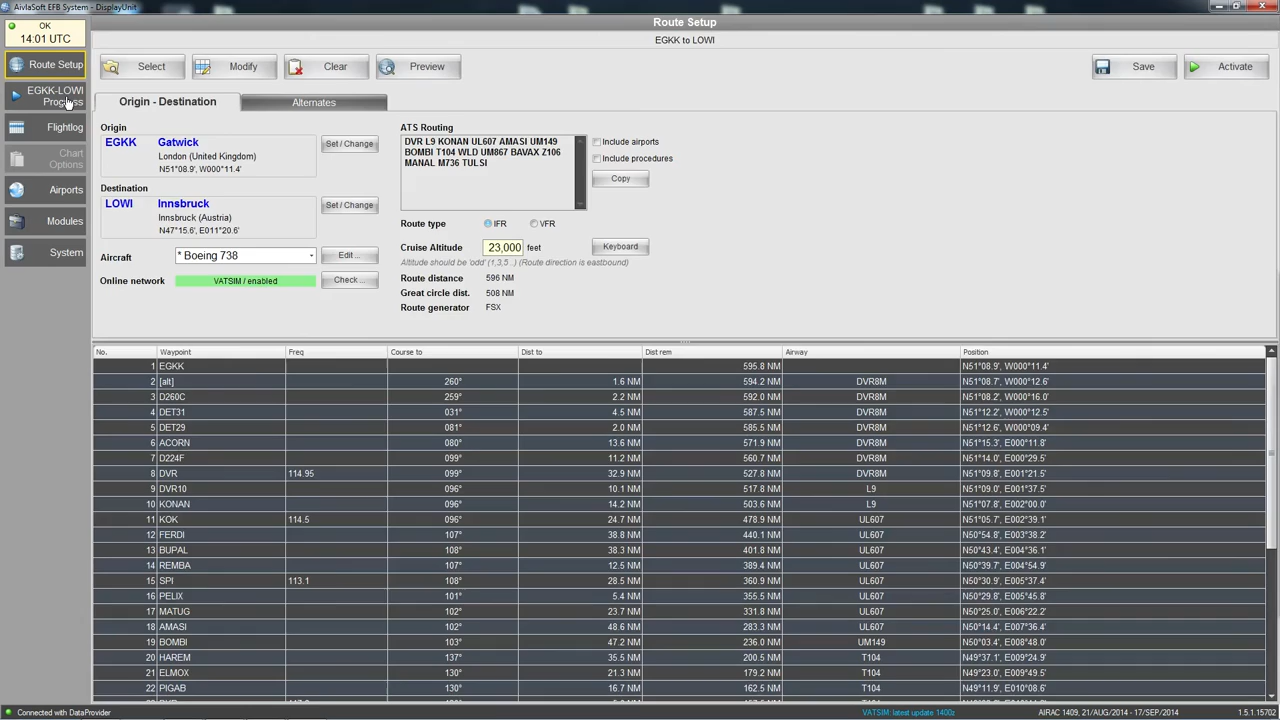 AivlaSoft EFB System - DisplayUnit
OK
14:01 UTC
Route Setup
EGKK-LOWI
Progress
Flightlog
Chart
Options
Airports
Modules
System
Route Setup
EGKK to LOWI
Select
Modify
Clear
Preview
Save
Activate
Origin - Destination
Alternates
Origin
EGKK Gatwick
London (United Kingdom)
N51°08.9', W000°11.4'
Set / Change
Destination
LOWI Innsbruck
Innsbruck (Austria)
N47°15.6', E011°20.6'
Set / Change
Aircraft * Boeing 738 Edit ...
Online network VATSIM / enabled Check ...
ATS Routing
DVR L9 KONAN UL607 AMASI UM149
BOMBI T104 WLD UM867 BAVAX Z106
MANAL M736 TULSI
Include airports
Include procedures
Copy
Route type IFR VFR
Cruise Altitude 23,000 feet Keyboard
Altitude should be 'odd' (1,3,5 ..) (Route direction is eastbound)
Route distance 596 NM
Great circle dist. 508 NM
Route generator FSX
No. Waypoint Freq Course to Dist to Dist rem Airway Position
1 EGKK 595.8 NM N51°08.9', W000°11.4'
2 [alt] 260° 1.6 NM 594.2 NM DVR8M N51°08.7', W000°12.6'
3 D260C 259° 2.2 NM 592.0 NM DVR8M N51°08.2', W000°16.0'
4 DET31 031° 4.5 NM 587.5 NM DVR8M N51°12.2', W000°12.5'
5 DET29 081° 2.0 NM 585.5 NM DVR8M N51°12.6', W000°09.4'
6 ACORN 080° 13.6 NM 571.9 NM DVR8M N51°15.3', E000°11.8'
7 D224F 099° 11.2 NM 560.7 NM DVR8M N51°14.0', E000°29.5'
8 DVR 114.95 099° 32.9 NM 527.8 NM DVR8M N51°09.8', E001°21.5'
9 DVR10 096° 10.1 NM 517.8 NM L9 N51°09.0', E001°37.5'
10 KONAN 096° 14.2 NM 503.6 NM L9 N51°07.8', E002°00.0'
11 KOK 114.5 096° 24.7 NM 478.9 NM UL607 N51°05.7', E002°39.1'
12 FERDI 107° 38.8 NM 440.1 NM UL607 N50°54.8', E003°38.2'
13 BUPAL 108° 38.3 NM 401.8 NM UL607 N50°43.4', E004°36.1'
14 REMBA 107° 12.5 NM 389.4 NM UL607 N50°39.7', E004°54.9'
15 SPI 113.1 108° 28.5 NM 360.9 NM UL607 N50°30.9', E005°37.4'
16 PELIX 101° 5.4 NM 355.5 NM UL607 N50°29.8', E005°45.8'
17 MATUG 102° 23.7 NM 331.8 NM UL607 N50°25.0', E006°22.2'
18 AMASI 102° 48.6 NM 283.3 NM UL607 N50°14.4', E007°36.4'
19 BOMBI 103° 47.2 NM 236.0 NM UM149 N50°03.4', E008°48.0'
20 HAREM 137° 35.5 NM 200.5 NM T104 N49°37.1', E009°24.9'
21 ELMOX 130° 21.3 NM 179.2 NM T104 N49°23.0', E009°49.5'
22 PIGAB 130° 16.7 NM 162.5 NM T104 N49°11.9', E010°08.6'
Connected with DataProvider
VATSIM: latest update 1400z
AIRAC 1409, 21/AUG/2014 - 17/SEP/2014
1.5.1.15702